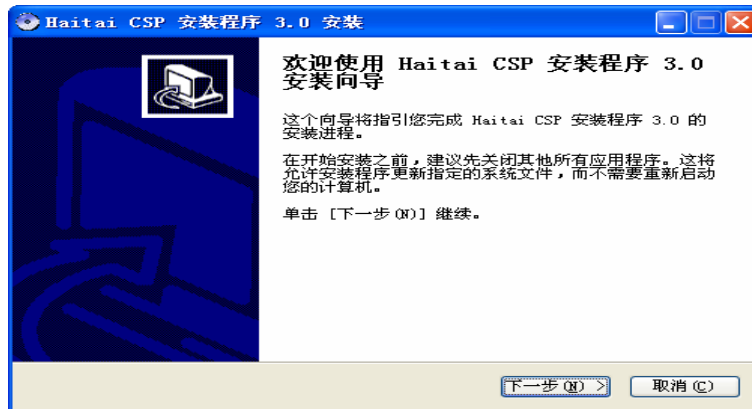 Haitai CSP 安装程序 3.0 安装
欢迎使用 Haitai CSP 安装程序 3.0
安装向导
这个向导将指引您完成 Haitai CSP 安装程序 3.0 的
安装进程。
在开始安装之前，建议先关闭其他所有应用程序。这将
允许安装程序更新指定的系统文件，而不需要重新启动
您的计算机。
单击 [下一步(N)] 继续。
下一步(N) >
取消(C)